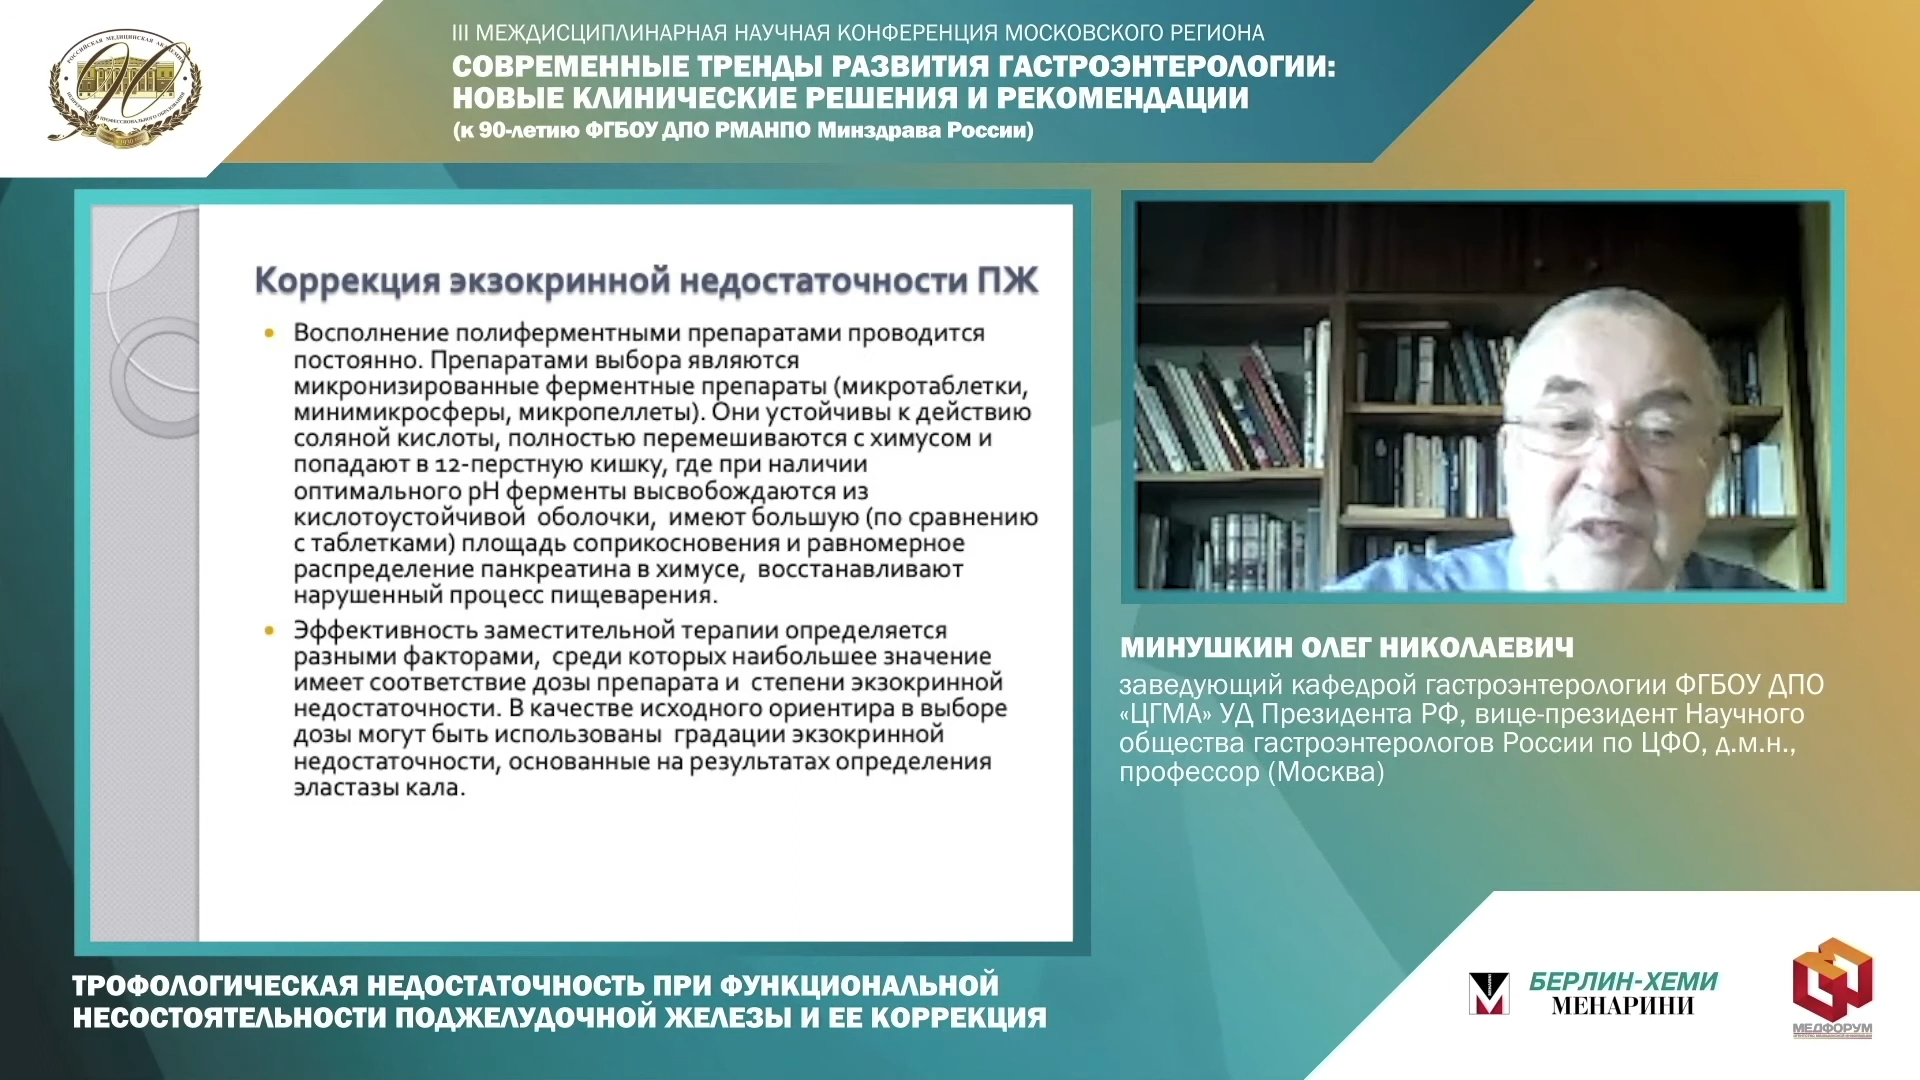 III МЕЖДИСЦИПЛИНАРНАЯ НАУЧНАЯ КОНФЕРЕНЦИЯ МОСКОВСКОГО РЕГИОНА
СОВРЕМЕННЫЕ ТРЕНДЫ РАЗВИТИЯ ГАСТРОЭНТЕРОЛОГИИ:
НОВЫЕ КЛИНИЧЕСКИЕ РЕШЕНИЯ И РЕКОМЕНДАЦИИ
(к 90-летию ФГБОУ ДПО РМАНПО Минздрава России)
Коррекция экзокринной недостаточности ПЖ
• Восполнение полиферментными препаратами проводится
постоянно. Препаратами выбора являются
микронизированные ферментные препараты (микротаблетки,
минимикросферы, микропеллеты). Они устойчивы к действию
соляной кислоты, полностью перемешиваются с химусом и
попадают в 12-перстную кишку, где при наличии
оптимального pH ферменты высвобождаются из
кислотоустойчивой оболочки, имеют большую (по сравнению
с таблетками) площадь соприкосновения и равномерное
распределение панкреатина в химусе, восстанавливают
нарушенный процесс пищеварения.
• Эффективность заместительной терапии определяется
разными факторами, среди которых наибольшее значение
имеет соответствие дозы препарата и степени экзокринной
недостаточности. В качестве исходного ориентира в выборе
дозы могут быть использованы градации экзокринной
недостаточности, основанные на результатах определения
эластазы кала.
МИНУШКИН ОЛЕГ НИКОЛАЕВИЧ
заведующий кафедрой гастроэнтерологии ФГБОУ ДПО
«ЦГМА» УД Президента РФ, вице-президент Научного
общества гастроэнтерологов России по ЦФО, д.м.н.,
профессор (Москва)
ТРОФОЛОГИЧЕСКАЯ НЕДОСТАТОЧНОСТЬ ПРИ ФУНКЦИОНАЛЬНОЙ
НЕСОСТОЯТЕЛЬНОСТИ ПОДЖЕЛУДОЧНОЙ ЖЕЛЕЗЫ И ЕЕ КОРРЕКЦИЯ
БЕРЛИН-ХЕМИ
МЕНАРИНИ
МЕДФОРУМ